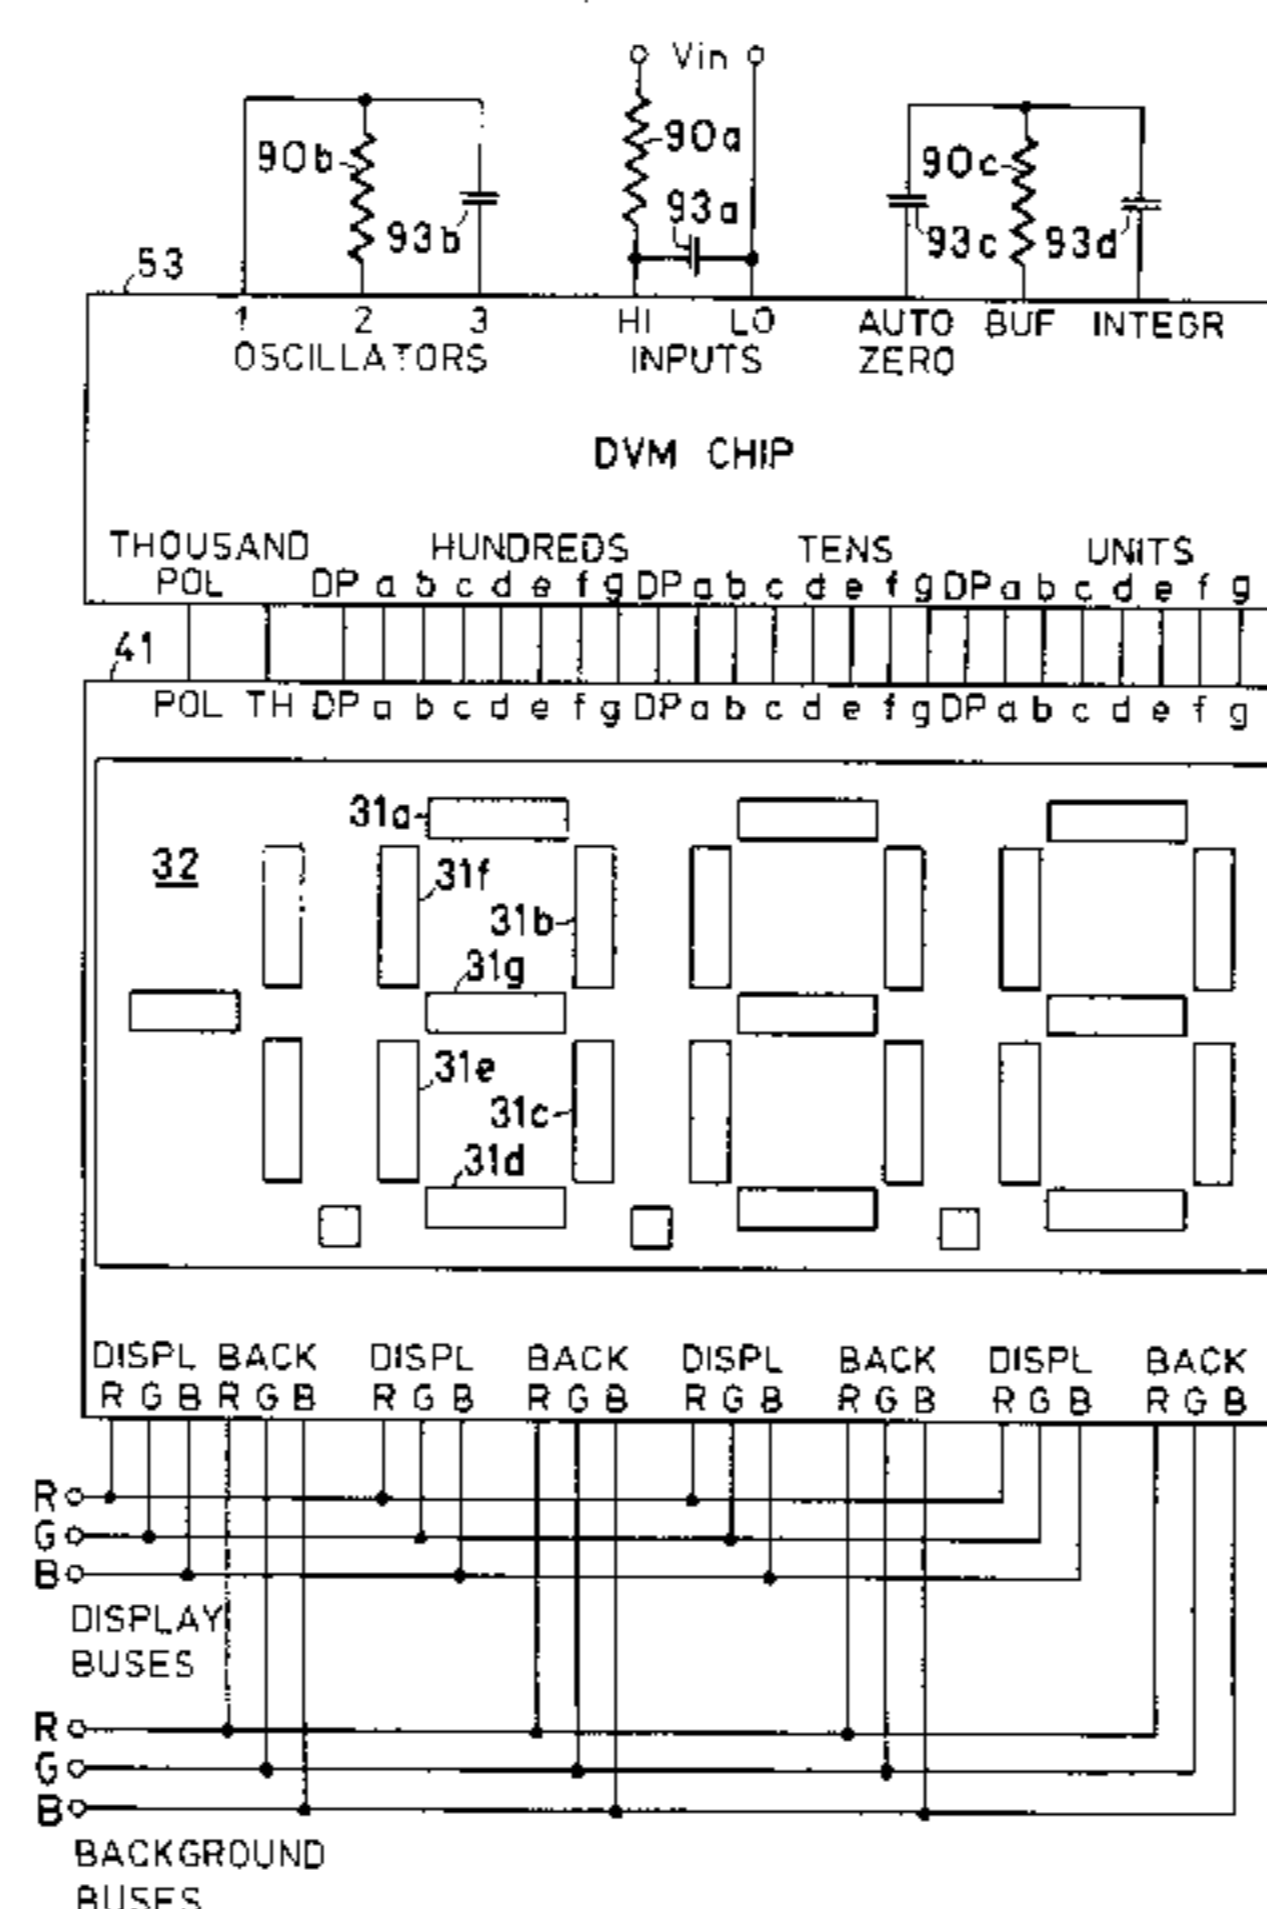 Vin
90b 90a 90c
93b 93a 93c 93d
53
1 2 3 HI LO AUTO BUF INTEGR
OSCILLATORS INPUTS ZERO
DVM CHIP
THOUSAND HUNDREDS TENS UNITS
POL DP a b c d e f g DP a b c d e f g DP a b c d e f g
41
POL TH DP a b c d e f g DP a b c d e f g DP a b c d e f g
31a
32 31f
31b
31g
31e
31c
31d
DISPL BACK DISPL BACK DISPL BACK DISPL BACK
R G B R G B R G B R G B R G B R G B R G B R G B
R
G
B
DISPLAY
BUSES
R
G
B
BACKGROUND
BUSES